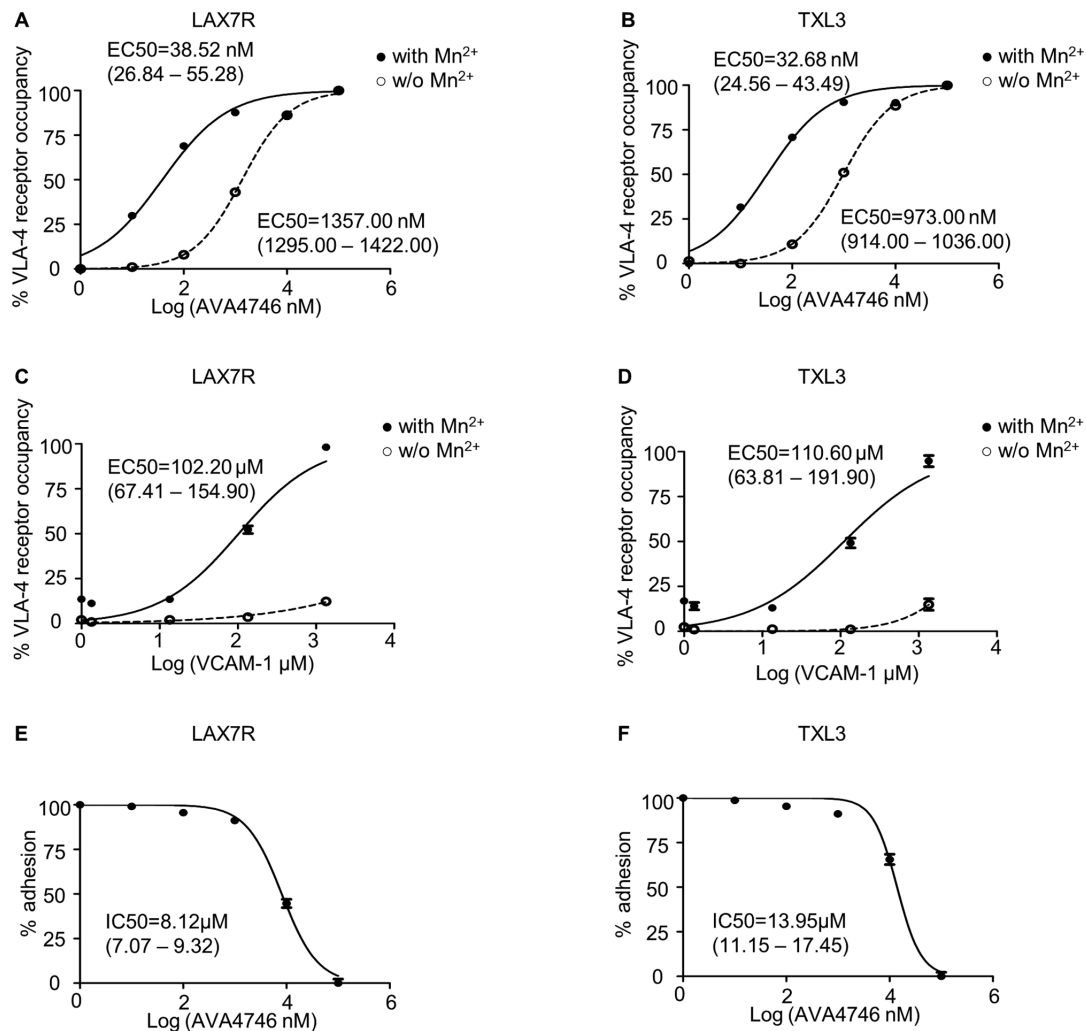 A
LAX7R
EC50=38.52 nM
(26.84 – 55.28)
with Mn²⁺
w/o Mn²⁺
% VLA-4 receptor occupancy
100
75
50
25
0
EC50=1357.00 nM
(1295.00 – 1422.00)
0 2 4 6
Log (AVA4746 nM)
B
TXL3
EC50=32.68 nM
(24.56 – 43.49)
with Mn²⁺
w/o Mn²⁺
% VLA-4 receptor occupancy
100
75
50
25
0
EC50=973.00 nM
(914.00 – 1036.00)
0 2 4 6
Log (AVA4746 nM)
C
LAX7R
with Mn²⁺
w/o Mn²⁺
EC50=102.20 µM
(67.41 – 154.90)
% VLA-4 receptor occupancy
100
75
50
25
0
0 1 2 3 4
Log (VCAM-1 µM)
D
TXL3
with Mn²⁺
w/o Mn²⁺
EC50=110.60 µM
(63.81 – 191.90)
% VLA-4 receptor occupancy
100
75
50
25
0
0 1 2 3 4
Log (VCAM-1 µM)
E
LAX7R
% adhesion
100
75
50
25
0
IC50=8.12µM
(7.07 – 9.32)
0 2 4 6
Log (AVA4746 nM)
F
TXL3
% adhesion
100
75
50
25
0
IC50=13.95µM
(11.15 – 17.45)
0 2 4 6
Log (AVA4746 nM)